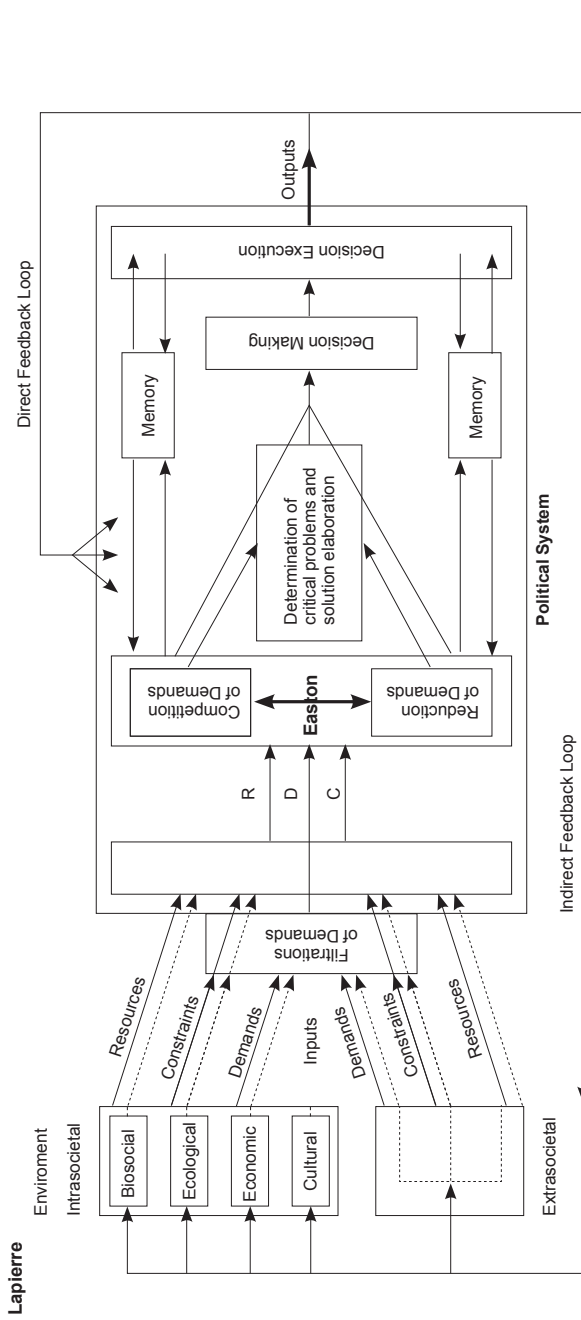 Lapierre
Enviroment
Intrasocietal
Biosocial
Ecological
Economic
Cultural
Extrasocietal
Resources
Constraints
Demands
Inputs
Demands
Constraints
Resources
Filtrations
of Demands
R
D
C
Competition
of Demands
Easton
Reduction
of Demands
Determination of
critical problems and
solution elaboration
Memory
Memory
Decision Making
Decision Execution
Outputs
Direct Feedback Loop
Political System
Indirect Feedback Loop